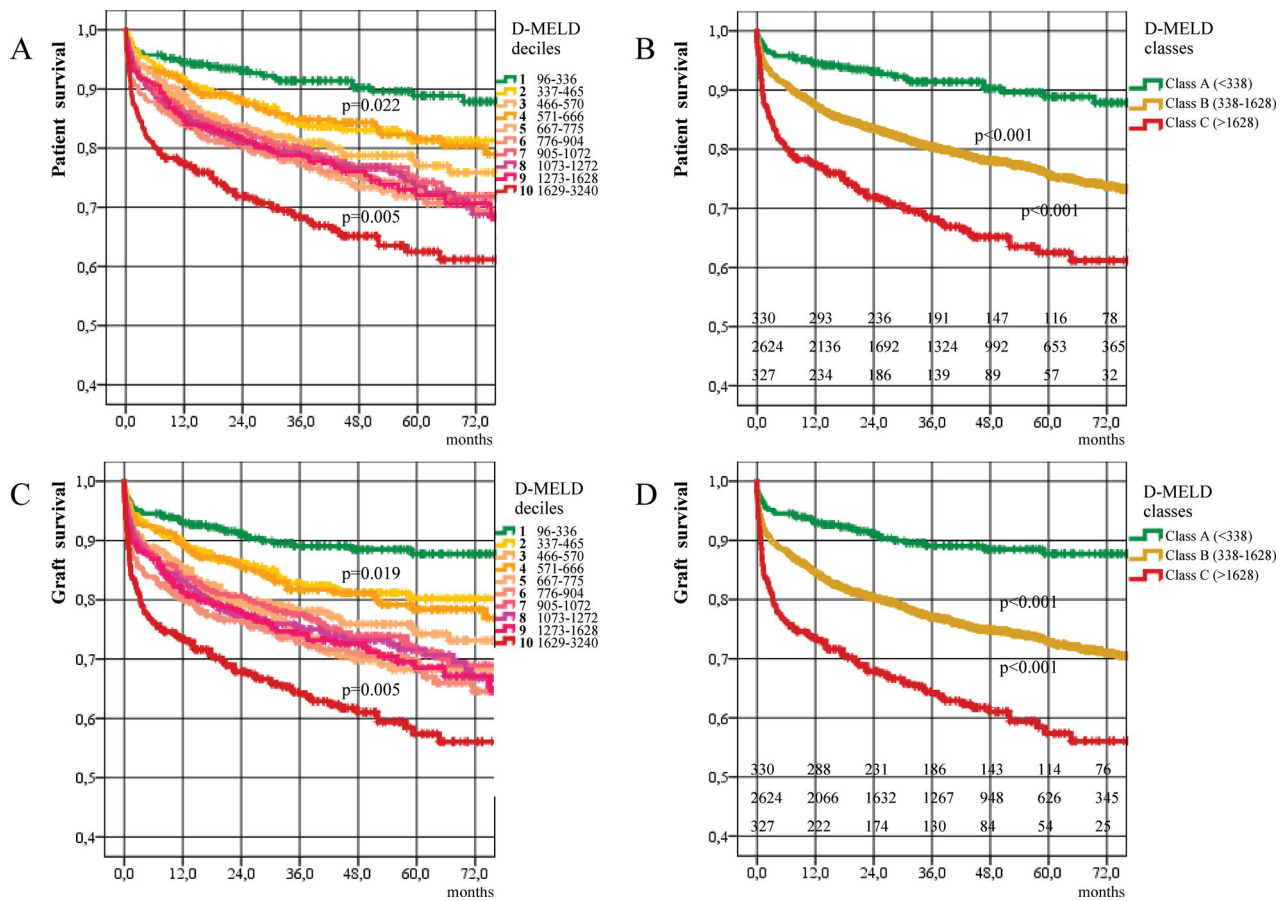 A
Patient survival
1,0
0,9
0,8
0,7
0,6
0,5
0,4
0,0 12,0 24,0 36,0 48,0 60,0 72,0
months
p=0.022
p=0.005
D-MELD
deciles
1 96-336
2 337-465
3 466-570
4 571-666
5 667-775
6 776-904
7 905-1072
8 1073-1272
9 1273-1628
10 1629-3240
B
Patient survival
1,0
0,9
0,8
0,7
0,6
0,5
0,4
p<0.001
p<0.001
330 293 236 191 147 116 78
2624 2136 1692 1324 992 653 365
327 234 186 139 89 57 32
0,0 12,0 24,0 36,0 48,0 60,0 72,0
months
D-MELD
classes
Class A (<338)
Class B (338-1628)
Class C (>1628)
C
Graft survival
1,0
0,9
0,8
0,7
0,6
0,5
0,4
0,0 12,0 24,0 36,0 48,0 60,0 72,0
months
p=0.019
p=0.005
D-MELD
deciles
1 96-336
2 337-465
3 466-570
4 571-666
5 667-775
6 776-904
7 905-1072
8 1073-1272
9 1273-1628
10 1629-3240
D
Graft survival
1,0
0,9
0,8
0,7
0,6
0,5
0,4
p<0.001
p<0.001
330 288 231 186 143 114 76
2624 2066 1632 1267 948 626 345
327 222 174 130 84 54 25
0,0 12,0 24,0 36,0 48,0 60,0 72,0
months
D-MELD
classes
Class A (<338)
Class B (338-1628)
Class C (>1628)